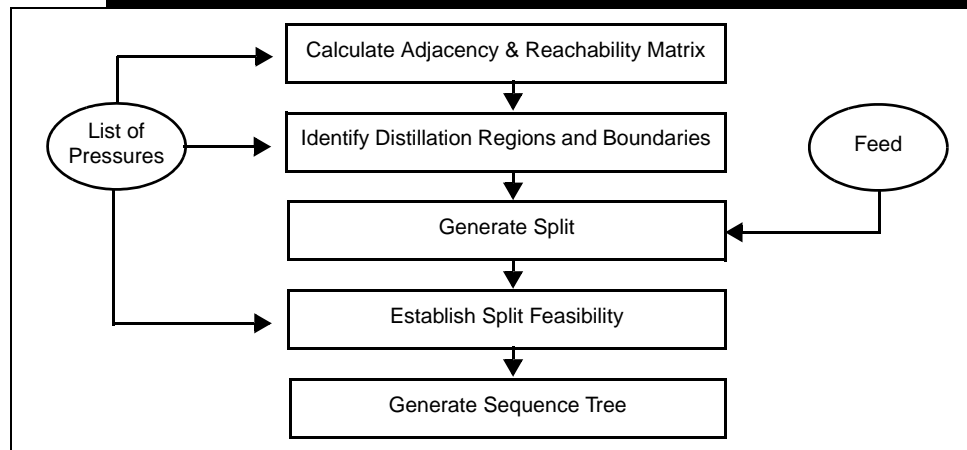 Calculate Adjacency & Reachability Matrix
List of
Pressures
Identify Distillation Regions and Boundaries
Feed
Generate Split
Establish Split Feasibility
Generate Sequence Tree